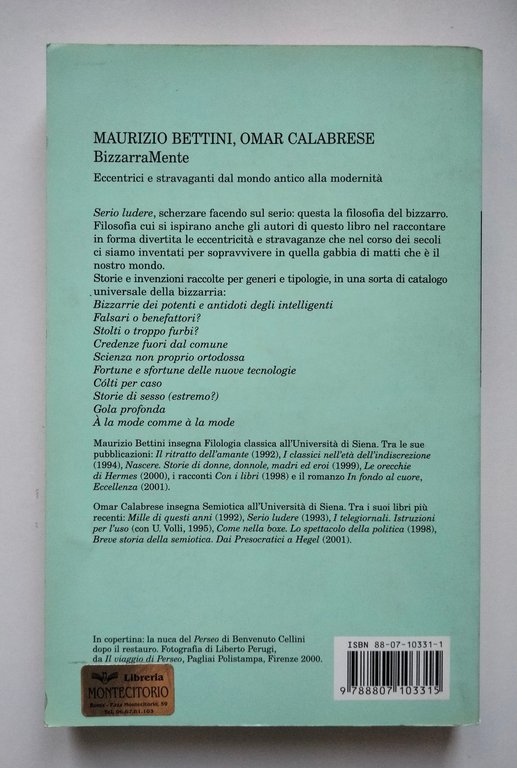 MAURIZIO BETTINI, OMAR CALABRESE
BizzarraMente
Eccentrici e stravaganti dal mondo antico alla modernità
Serio ludere, scherzare facendo sul serio: questa la filosofia del bizzarro.
Filosofia cui si ispirano anche gli autori di questo libro nel raccontare
in forma divertita le eccentricità e stravaganze che nel corso dei secoli
ci siamo inventati per sopravvivere in quella gabbia di matti che è il
nostro mondo.
Storie e invenzioni raccolte per generi e tipologie, in una sorta di catalogo
universale della bizzarria:
Bizzarrie dei potenti e antidoti degli intelligenti
Falsari o benefattori?
Stolti o troppo furbi?
Credenze fuori dal comune
Scienza non proprio ortodossa
Fortune e sfortune delle nuove tecnologie
Cólti per caso
Storie di sesso (estremo?)
Gola profonda
À la mode comme à la mode
Maurizio Bettini insegna Filologia classica all'Università di Siena. Tra le sue
pubblicazioni: Il ritratto dell'amante (1992), I classici nell'età dell'indiscrezione
(1994), Nascere. Storie di donne, donnole, madri ed eroi (1999), Le orecchie
di Hermes (2000), i racconti Con i libri (1998) e il romanzo In fondo al cuore,
Eccellenza (2001).
Omar Calabrese insegna Semiotica all'Università di Siena. Tra i suoi libri più
recenti: Mille di questi anni (1992), Serio ludere (1993), I telegiornali. Istruzioni
per l'uso (con U. Volli, 1995), Come nella boxe. Lo spettacolo della politica (1998),
Breve storia della semiotica. Dai Presocratici a Hegel (2001).
In copertina: la nuca del Perseo di Benvenuto Cellini
dopo il restauro. Fotografia di Liberto Perugi,
da Il viaggio di Perseo, Pagliai Polistampa, Firenze 2000.
ISBN 88-07-10331-1
9 788807 103315
Libreria
MONTECITORIO
Roma - P.zza Montecitorio, 59
Tel. 06.67.81.103